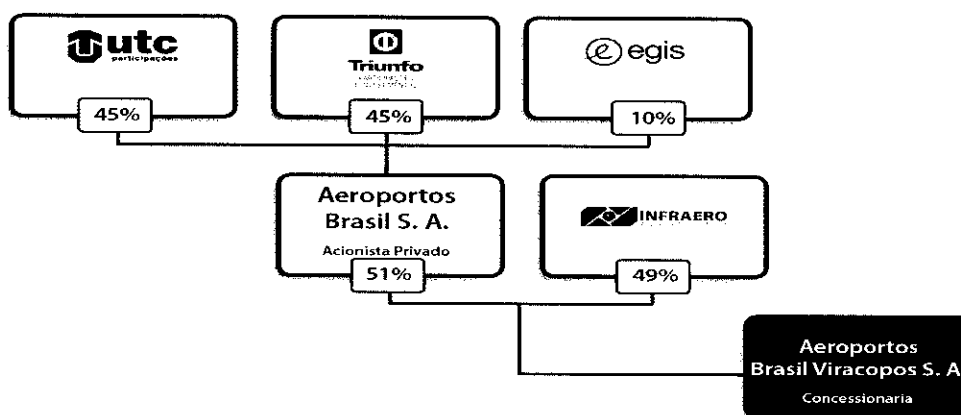 utc
participações
45%
Triunfo
45%
egis
10%
Aeroportos
Brasil S. A.
Acionista Privado
51%
INFRAERO
49%
Aeroportos
Brasil Viracopos S. A
Concessionaria